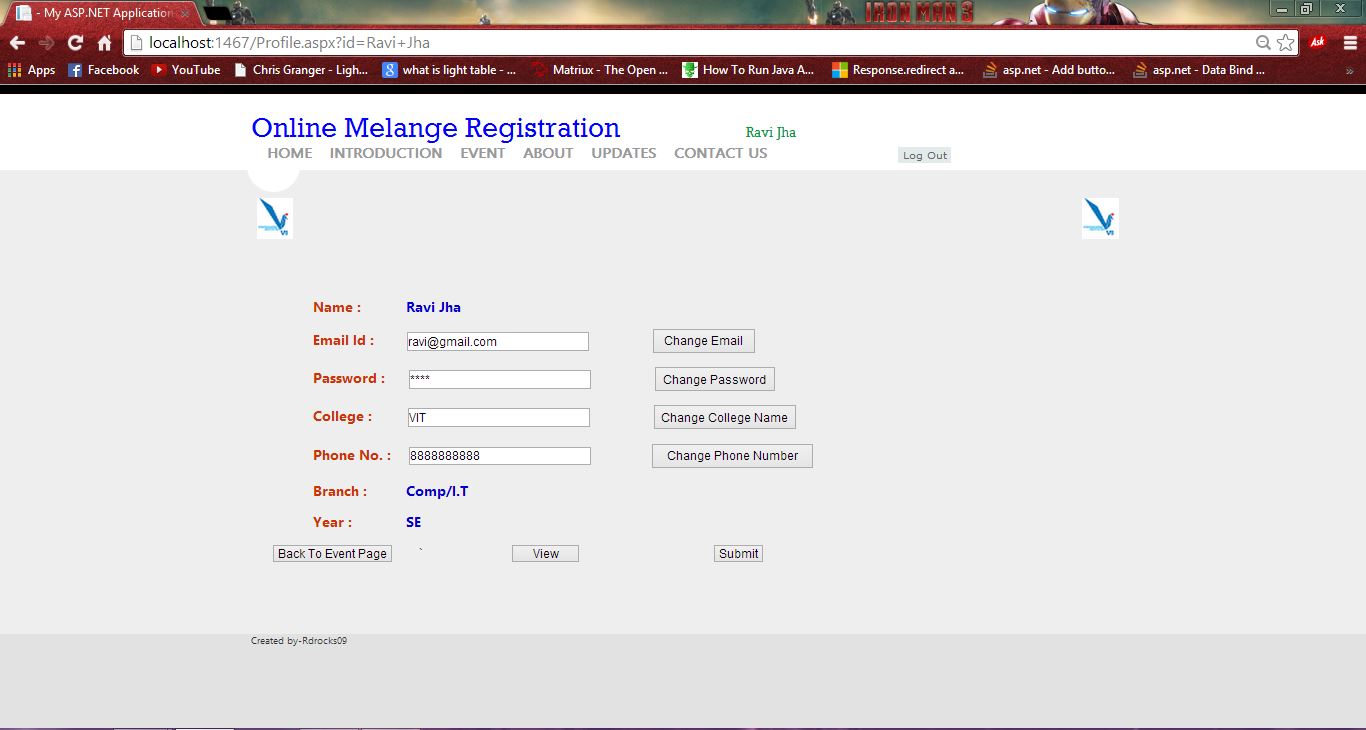 - My ASP.NET Application
IRON MAN 3
localhost:1467/Profile.aspx?id=Ravi+Jha
Ask
Apps Facebook YouTube Chris Granger - Ligh... what is light table - ... Matriux - The Open ... How To Run Java A... Response.redirect a... asp.net - Add butto... asp.net - Data Bind ... »
Online Melange Registration
Ravi Jha
HOME INTRODUCTION EVENT ABOUT UPDATES CONTACT US
Log Out
VI
VI
Name : Ravi Jha
Email Id : ravi@gmail.com Change Email
Password : **** Change Password
College : VIT Change College Name
Phone No. : 8888888888 Change Phone Number
Branch : Comp/I.T
Year : SE
Back To Event Page ` View Submit
Created by-Rdrocks09